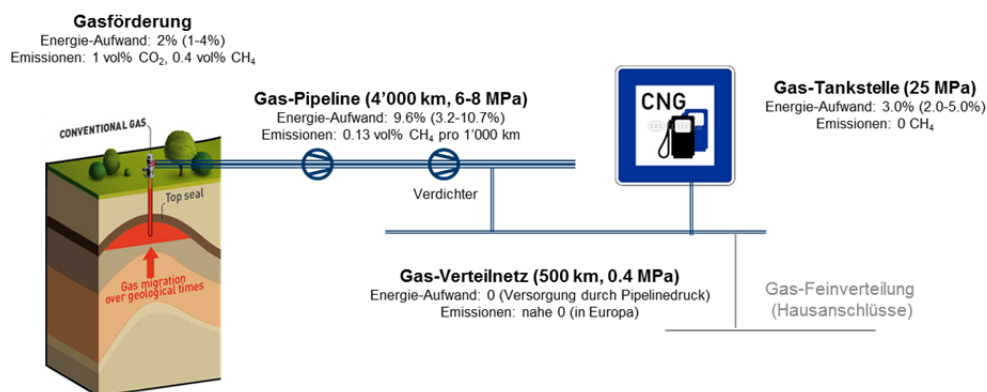 Gasförderung
Energie-Aufwand: 2% (1-4%)
Emissionen: 1 vol% CO₂, 0.4 vol% CH₄
CONVENTIONAL GAS
Top seal
Gas migration
over geological times
Gas-Pipeline (4’000 km, 6-8 MPa)
Energie-Aufwand: 9.6% (3.2-10.7%)
Emissionen: 0.13 vol% CH₄ pro 1’000 km
Verdichter
CNG
Gas-Tankstelle (25 MPa)
Energie-Aufwand: 3.0% (2.0-5.0%)
Emissionen: 0 CH₄
Gas-Verteilnetz (500 km, 0.4 MPa)
Energie-Aufwand: 0 (Versorgung durch Pipelinedruck)
Emissionen: nahe 0 (in Europa)
Gas-Feinverteilung
(Hausanschlüsse)